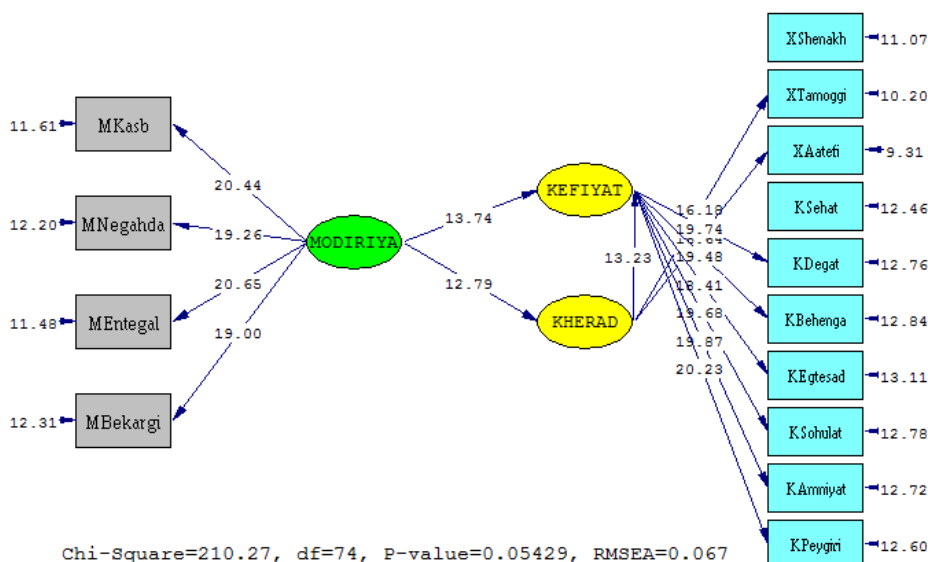 11.61
MKasb
12.20
MNegahda
11.48
MEntegal
12.31
MBekargi
20.44
19.26
20.65
19.00
MODIRIYA
13.74
12.79
KEFIYAT
13.23
KHERAD
16.18
19.74
19.48
18.41
19.68
19.87
20.23
XShenakh
11.07
XTamoggi
10.20
XAatefi
9.31
KSehat
12.46
KDegat
12.76
KBehenga
12.84
KEgtesad
13.11
KSohulat
12.78
KAmniyat
12.72
KPeygiri
12.60
Chi-Square=210.27, df=74, P-value=0.05429, RMSEA=0.067